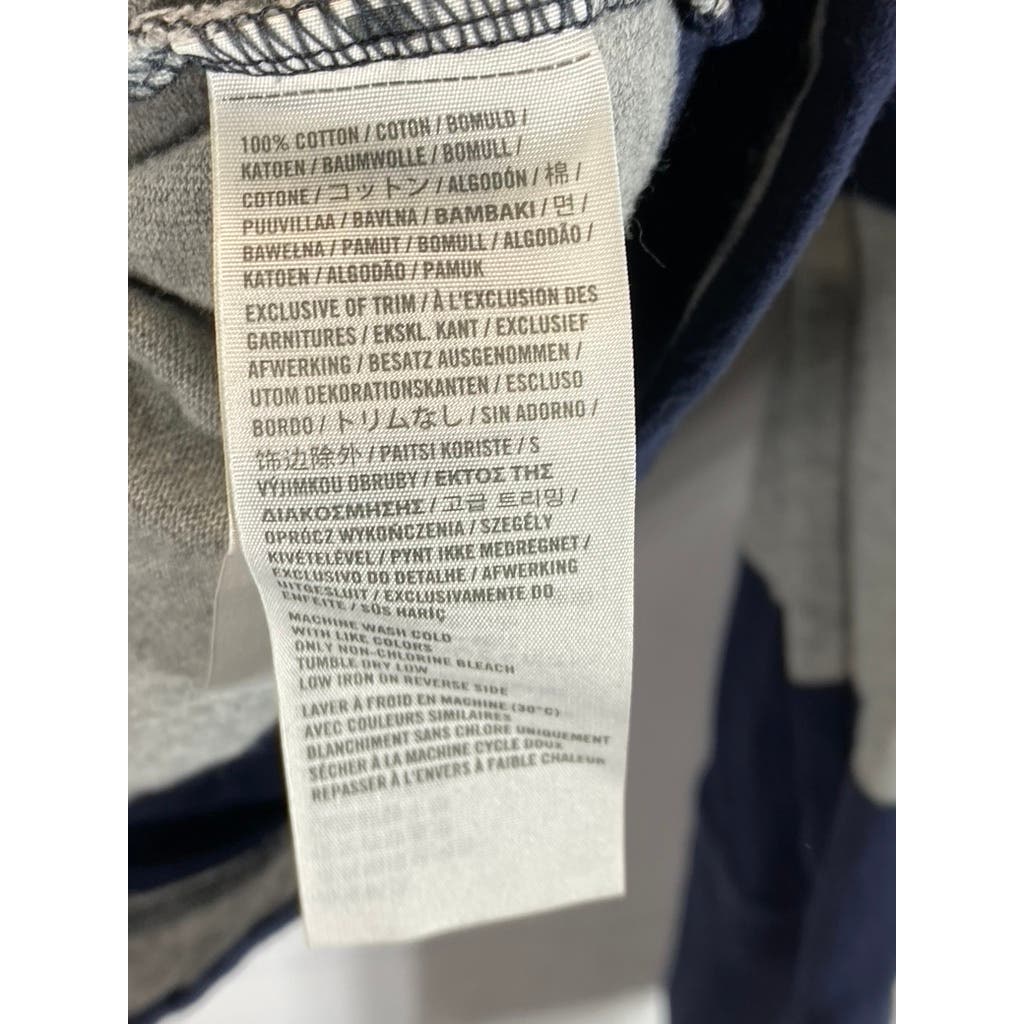 100% COTTON / COTON / BOMULD /
KATOEN / BAUMWOLLE / BOMULL /
COTONE / コットン / ALGODÓN / 棉 /
PUUVILLAA / BAVLNA / ΒΑΜΒΑΚΙ / 면 /
BAWEŁNA / PAMUT / BOMULL / ALGODÃO /
KATOEN / ALGODÃO / PAMUK
EXCLUSIVE OF TRIM / À L'EXCLUSION DES
GARNITURES / EKSKL. KANT / EXCLUSIEF
AFWERKING / BESATZ AUSGENOMMEN /
UTOM DEKORATIONSKANTEN / ESCLUSO
BORDO / トリムなし / SIN ADORNO /
饰边除外 / PAITSI KORISTE / S
VÝJIMKOU OBRUBY / ΕΚΤΟΣ ΤΗΣ
ΔΙΑΚΟΣΜΗΣΗΣ / 고급 트리밍 /
OPRÓCZ WYKOŃCZENIA / SZEGÉLY
KIVÉTELÉVEL / PYNT IKKE MEDREGNET /
EXCLUSIVO DO DETALHE / AFWERKING
UITGESLUIT / EXCLUSIVAMENTE DO
ENFEITE / SÜS HARİÇ
MACHINE WASH COLD
WITH LIKE COLORS
ONLY NON-CHLORINE BLEACH
TUMBLE DRY LOW
LOW IRON ON REVERSE SIDE
LAVER À FROID EN MACHINE (30°C)
AVEC COULEURS SIMILAIRES
BLANCHIMENT SANS CHLORE UNIQUEMENT
SÉCHER À LA MACHINE CYCLE DOUX
REPASSER À L'ENVERS À FAIBLE CHALEUR